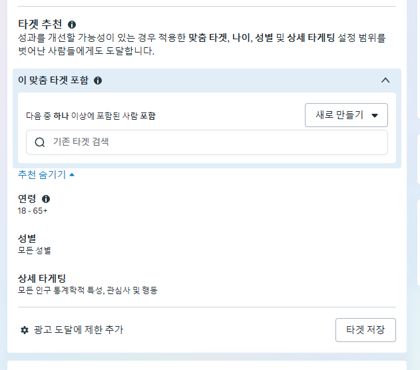 타겟 추천
성과를 개선할 가능성이 있는 경우 적용한 맞춤 타겟, 나이, 성별 및 상세 타게팅 설정 범위를
벗어난 사람들에게도 도달합니다.
이 맞춤 타겟 포함
다음 중 하나 이상에 포함된 사람 포함
새로 만들기
기존 타겟 검색
추천 숨기기
연령
18 - 65+
성별
모든 성별
상세 타게팅
모든 인구 통계학적 특성, 관심사 및 행동
광고 도달에 제한 추가
타겟 저장